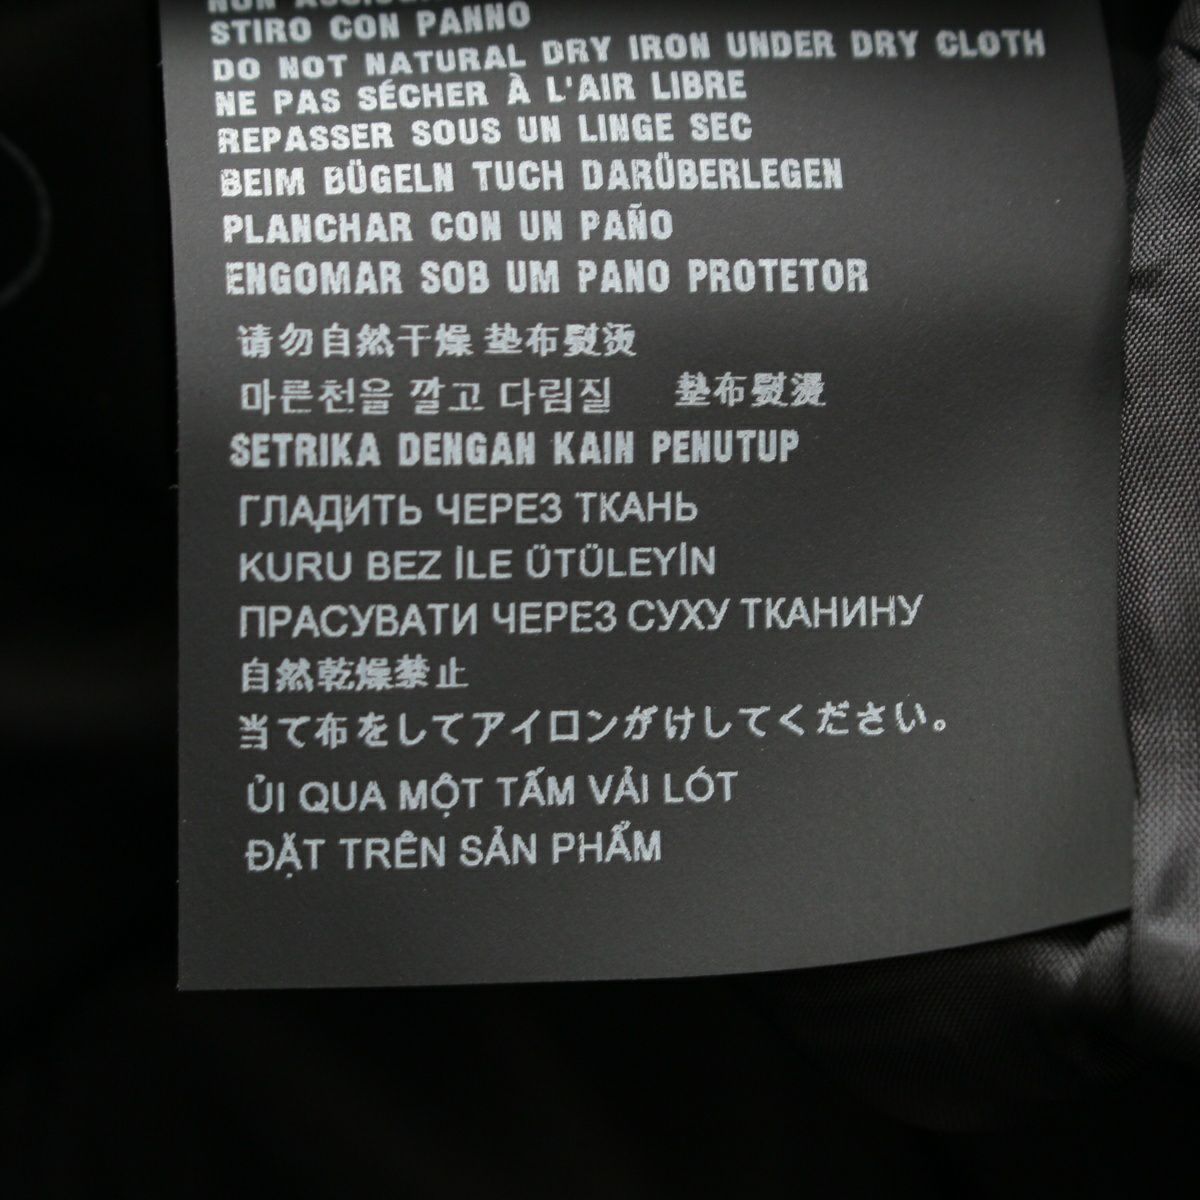 STIRO CON PANNO
DO NOT NATURAL DRY IRON UNDER DRY CLOTH
NE PAS SÉCHER À L'AIR LIBRE
REPASSER SOUS UN LINGE SEC
BEIM BÜGELN TUCH DARÜBERLEGEN
PLANCHAR CON UN PAÑO
ENGOMAR SOB UM PANO PROTETOR
请勿自然干燥 垫布熨烫
마른천을 깔고 다림질 墊布熨燙
SETRIKA DENGAN KAIN PENUTUP
ГЛАДИТЬ ЧЕРЕЗ ТКАНЬ
KURU BEZ İLE ÜTÜLEYİN
ПРАСУВАТИ ЧЕРЕЗ СУХУ ТКАНИНУ
自然乾燥禁止
当て布をしてアイロンがけしてください。
ỦI QUA MỘT TẤM VẢI LÓT
ĐẶT TRÊN SẢN PHẨM